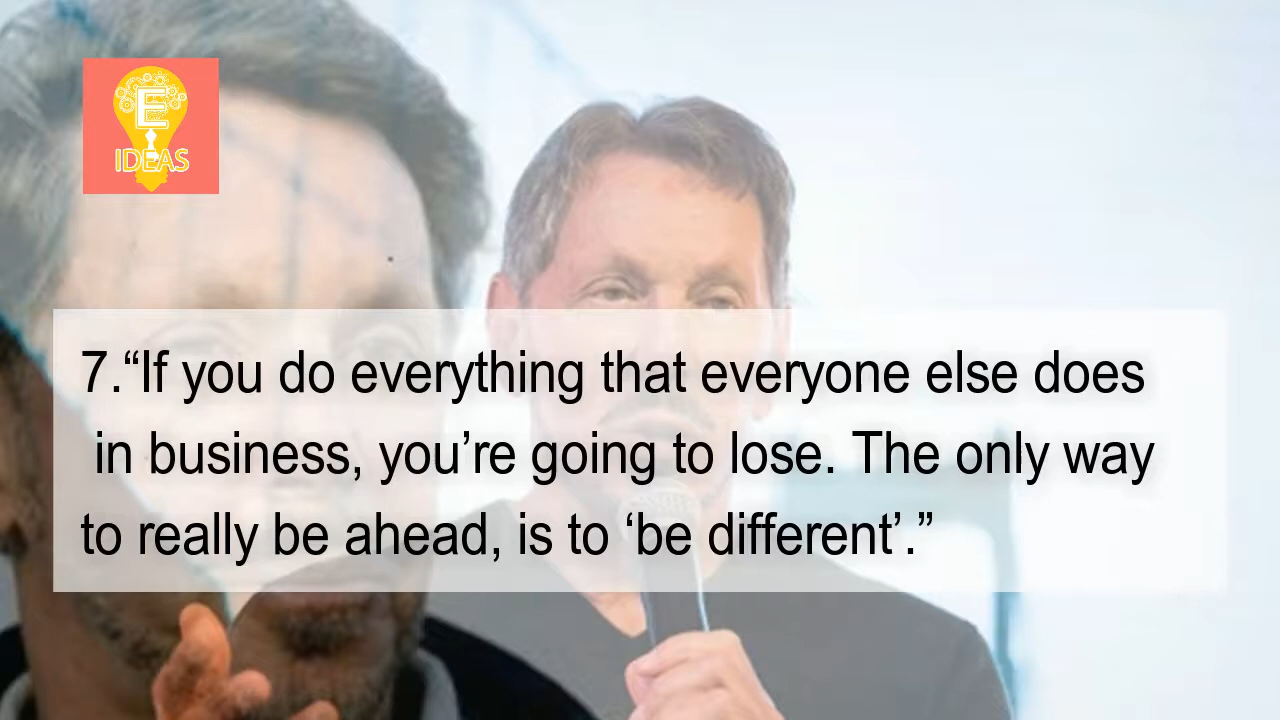 E
IDEAS
7.“If you do everything that everyone else does
in business, you’re going to lose. The only way
to really be ahead, is to ‘be different’.”